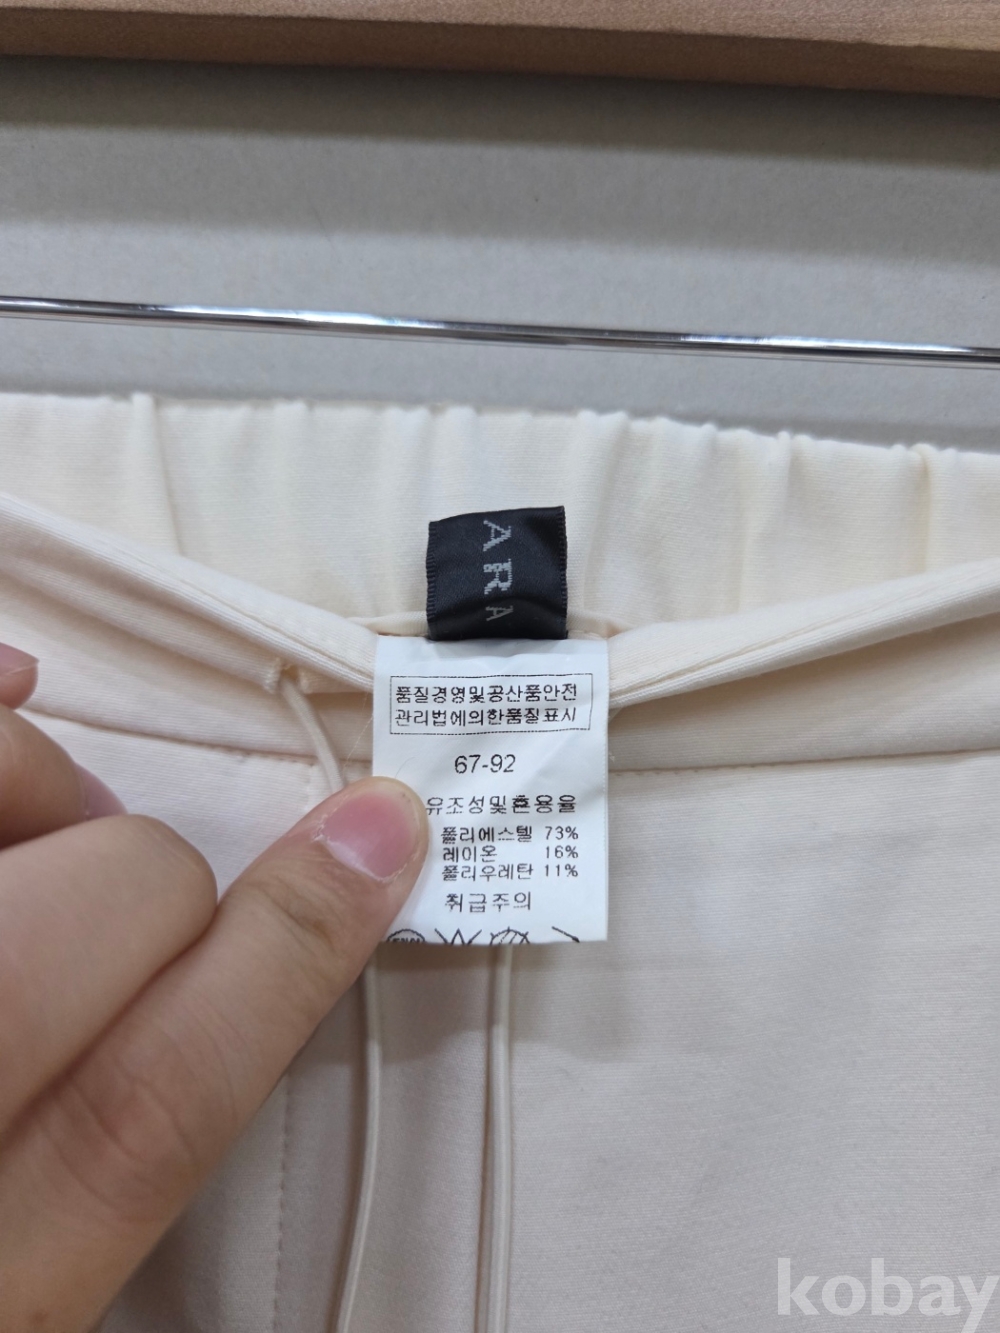 ARA
품질경영및공산품안전
관리법에의한품질표시
67-92
유조성및혼용율
폴리에스텔 73%
레이온 16%
폴리우레탄 11%
취급주의
kobay